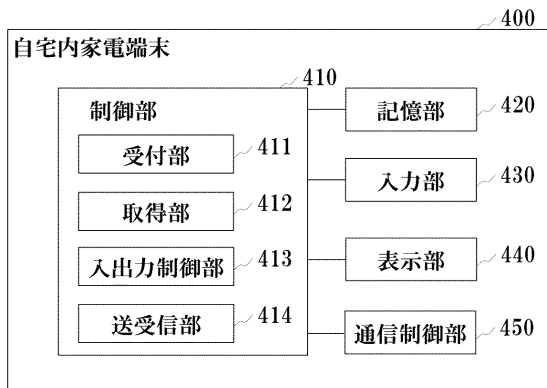 400
自宅内家電端末
410
制御部
受付部 411
取得部 412
入出力制御部 413
送受信部 414
記憶部 420
入力部 430
表示部 440
通信制御部 450